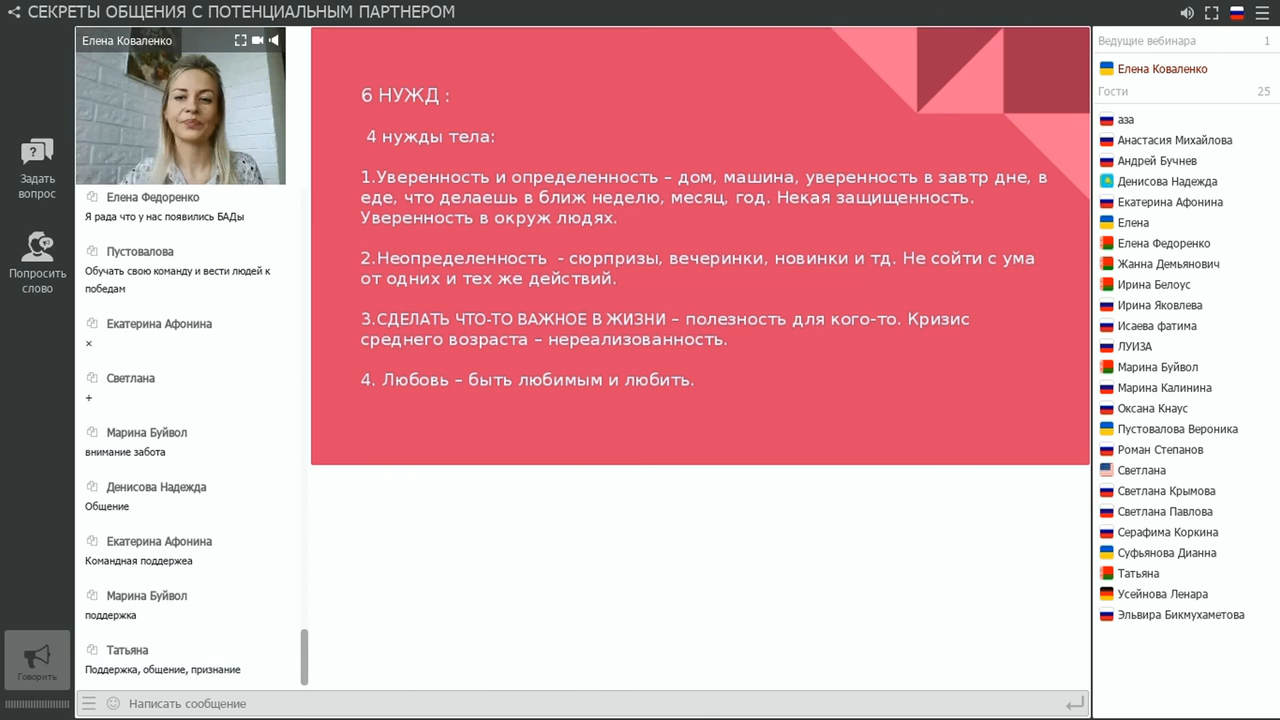 СЕКРЕТЫ ОБЩЕНИЯ С ПОТЕНЦИАЛЬНЫМ ПАРТНЕРОМ
Задать
вопрос
Попросить
слово
Говорить
Елена Коваленко
Елена Федоренко
Я рада что у нас появились БАДы
Пустовалова
Обучать свою команду и вести людей к
победам
Екатерина Афонина
×
Светлана
+
Марина Буйвол
внимание забота
Денисова Надежда
Общение
Екатерина Афонина
Командная поддержеа
Марина Буйвол
поддержка
Татьяна
Поддержка, общение, признание
Написать сообщение
6 НУЖД :
4 нужды тела:
1.Уверенность и определенность – дом, машина, уверенность в завтр дне, в
еде, что делаешь в ближ неделю, месяц, год. Некая защищенность.
Уверенность в окруж людях.
2.Неопределенность - сюрпризы, вечеринки, новинки и тд. Не сойти с ума
от одних и тех же действий.
3.СДЕЛАТЬ ЧТО-ТО ВАЖНОЕ В ЖИЗНИ – полезность для кого-то. Кризис
среднего возраста – нереализованность.
4. Любовь – быть любимым и любить.
Ведущие вебинара 1
Елена Коваленко
Гости 25
аза
Анастасия Михайлова
Андрей Бучнев
Денисова Надежда
Екатерина Афонина
Елена
Елена Федоренко
Жанна Демьянович
Ирина Белоус
Ирина Яковлева
Исаева фатима
ЛУИЗА
Марина Буйвол
Марина Калинина
Оксана Кнаус
Пустовалова Вероника
Роман Степанов
Светлана
Светлана Крымова
Светлана Павлова
Серафима Коркина
Суфьянова Дианна
Татьяна
Усейнова Ленара
Эльвира Бикмухаметова